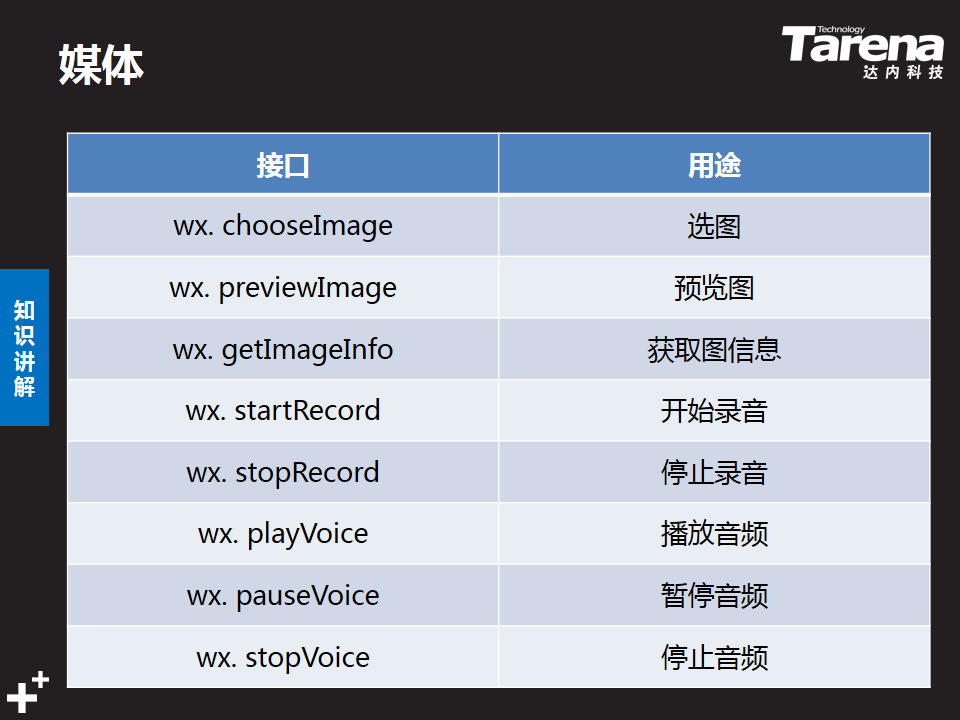 媒体
Technology
Tarena
达内科技
接口 用途
wx. chooseImage 选图
wx. previewImage 预览图
wx. getImageInfo 获取图信息
wx. startRecord 开始录音
wx. stopRecord 停止录音
wx. playVoice 播放音频
wx. pauseVoice 暂停音频
wx. stopVoice 停止音频
知识讲解